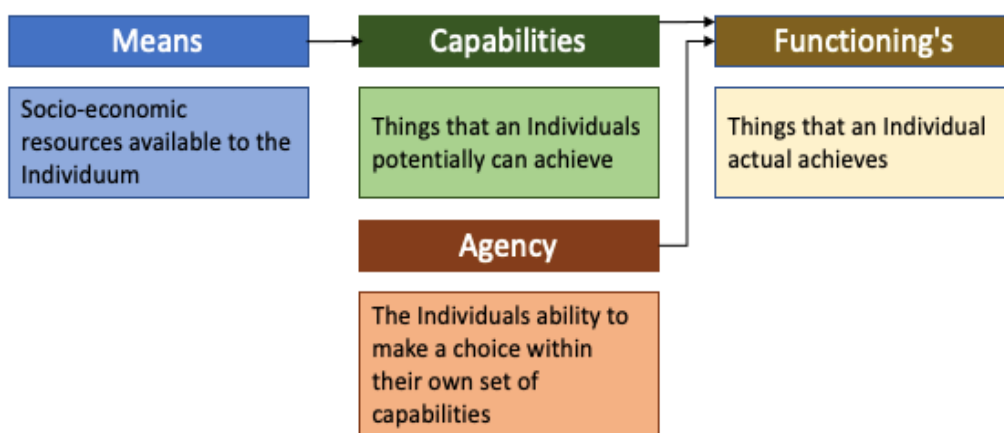 Means
Capabilities
Functioning's
Socio-economic
resources available to the
Individuum
Things that an Individuals
potentially can achieve
Things that an Individual
actual achieves
Agency
The Individuals ability to
make a choice within
their own set of
capabilities